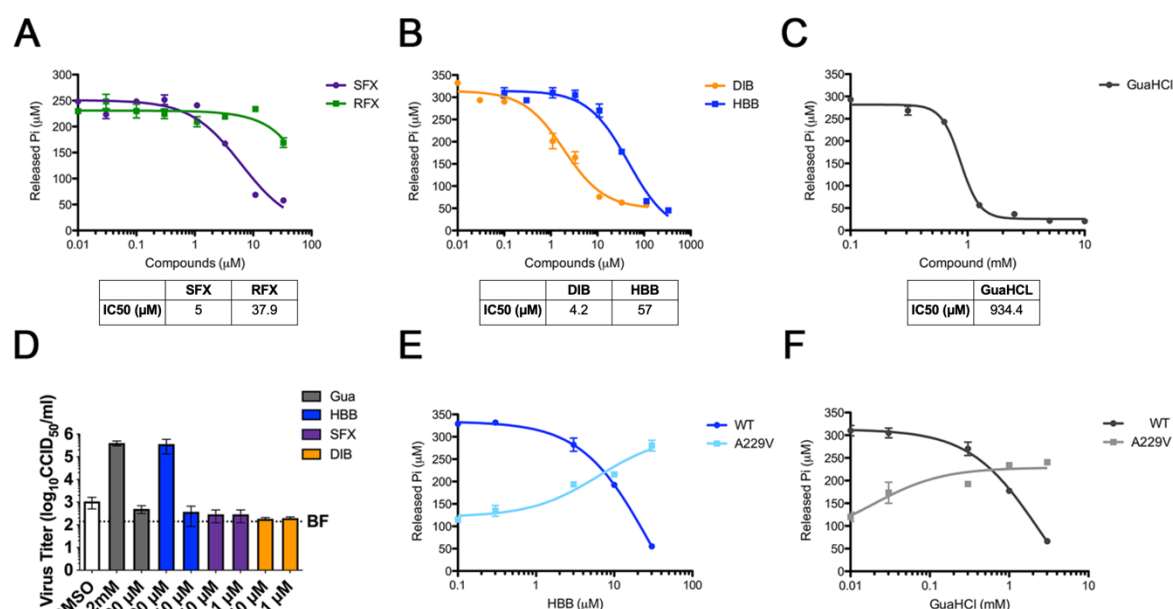 A
B
C
300
250
200
150
100
50
0
Released Pi (µM)
0.01
0.1
1
10
100
Compounds (µM)
SFX
RFX
350
300
250
200
150
100
50
0
Released Pi (µM)
0.01
0.1
1
10
100
1000
Compounds (µM)
DIB
HBB
350
300
250
200
150
100
50
0
Released Pi (µM)
0.1
1
10
Compound (mM)
GuaHCl
SFX RFX
IC50 (µM) 5 37.9
DIB HBB
IC50 (µM) 4.2 57
GuaHCL
IC50 (µM) 934.4
D
E
F
Virus Titer (log10CCID50/ml)
6
5
4
3
2
1
0
BF
Gua
HBB
SFX
DIB
2mM
1 µM
1 µM
350
300
250
200
150
100
50
0
Released Pi (µM)
0.1
1
10
100
HBB (µM)
WT
A229V
400
350
300
250
200
150
100
50
0
Released Pi (µM)
0.01
0.1
1
10
GuaHCl (mM)
WT
A229V